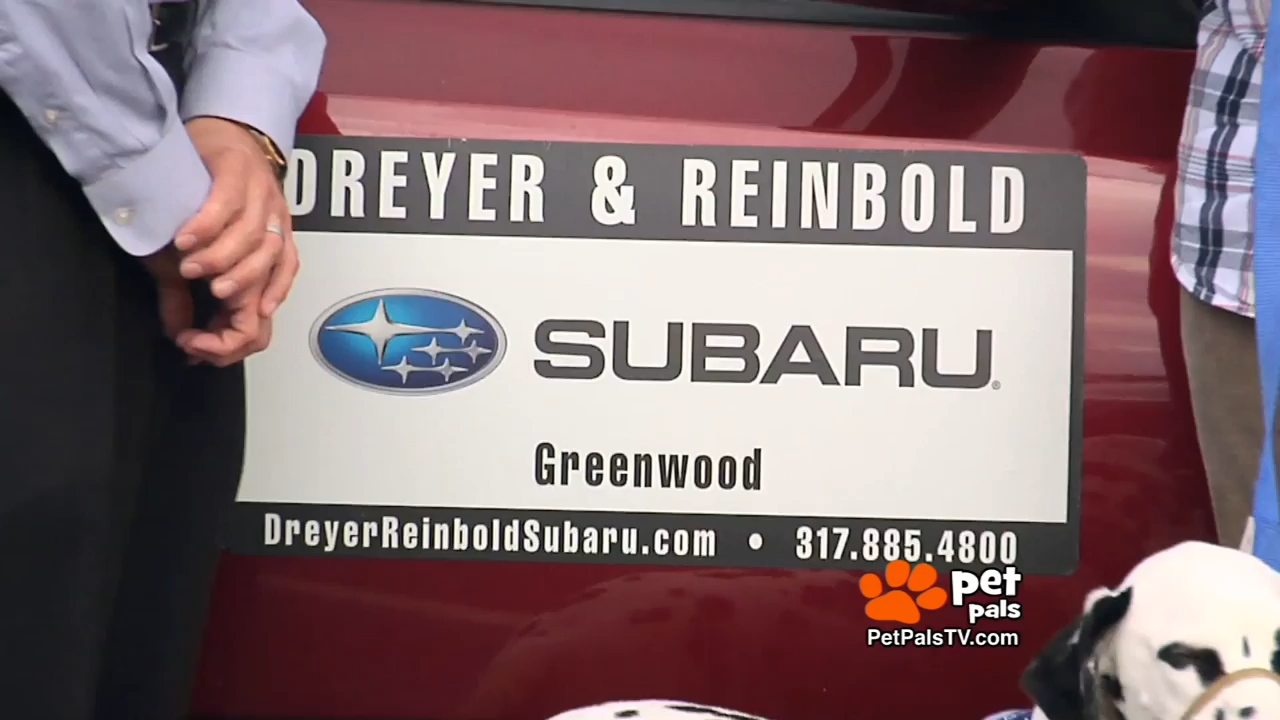 DREYER & REINBOLD
SUBARU®
Greenwood
DreyerReinboldSubaru.com • 317.885.4800
pet
pals
PetPalsTV.com